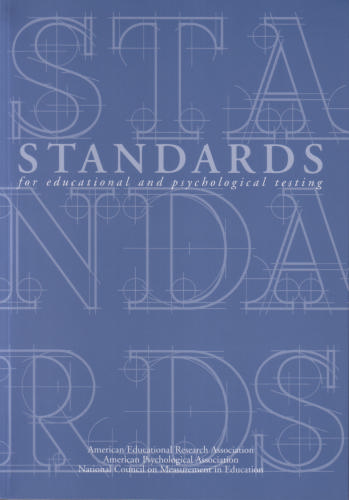 STA
STANDARDS
for educational and psychological testing
NDA
RDS
American Educational Research Association
American Psychological Association
National Council on Measurement in Education